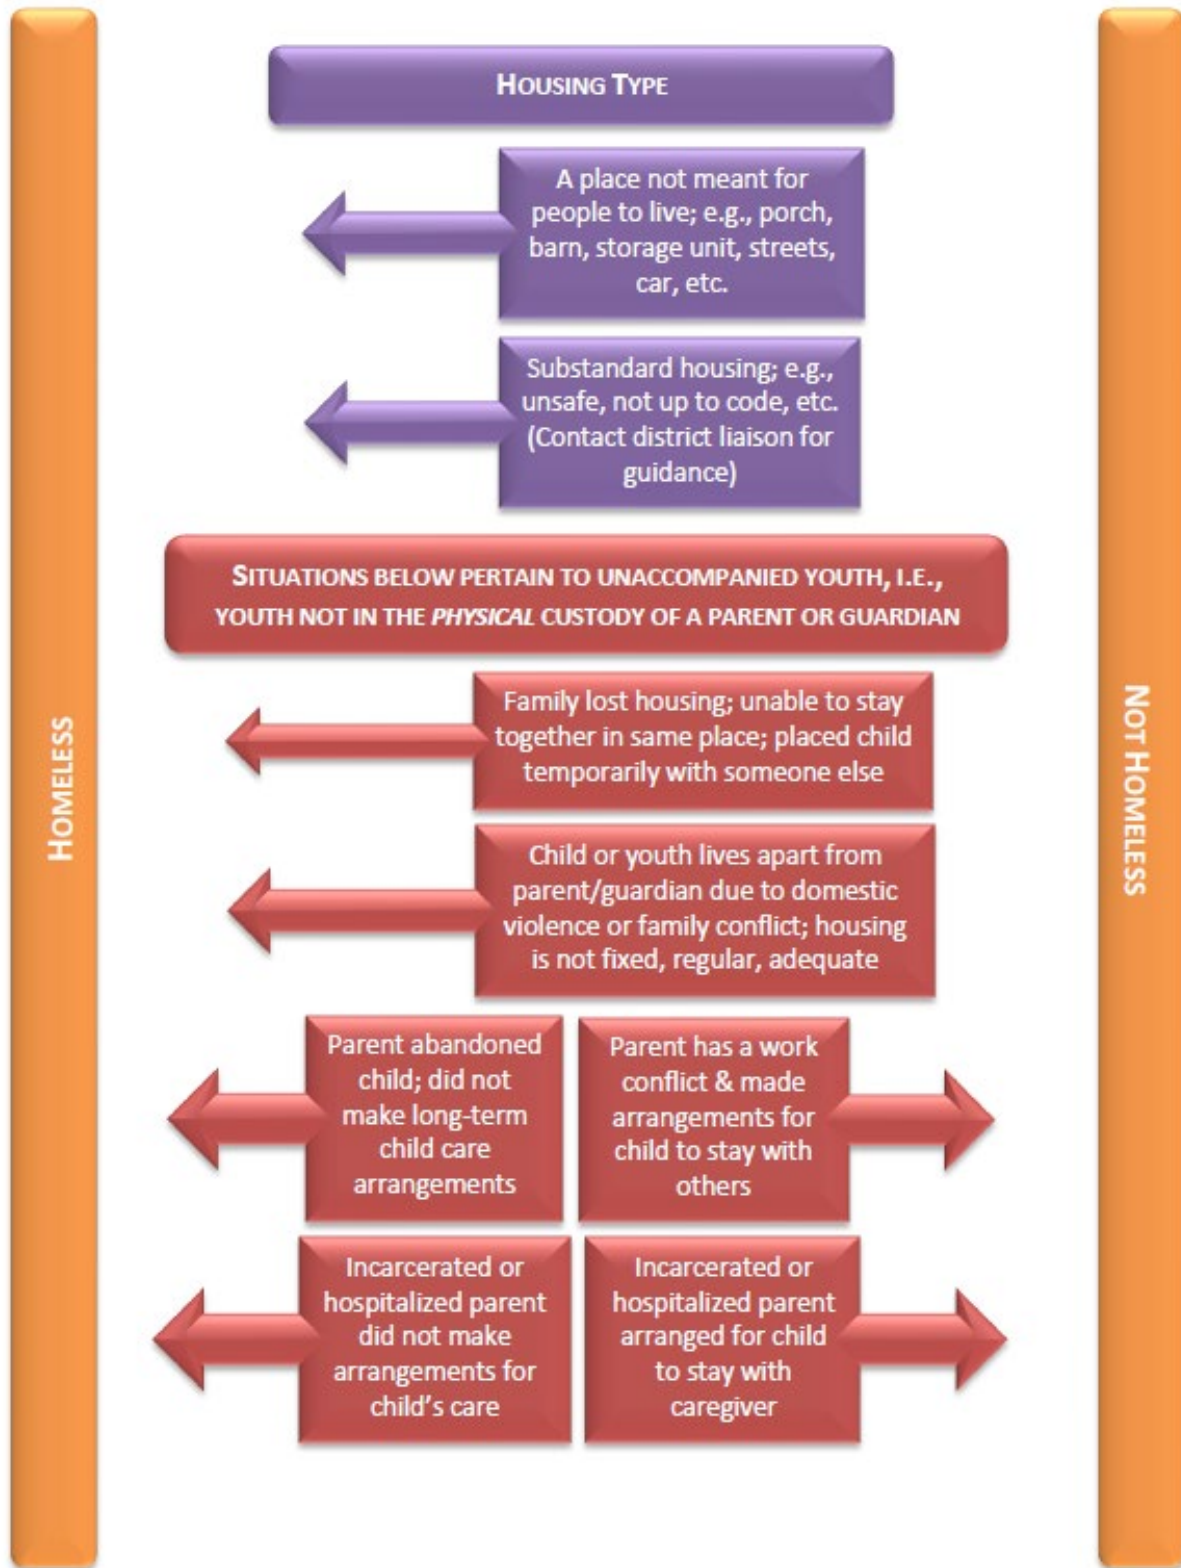 HOUSING TYPE
A place not meant for
people to live; e.g., porch,
barn, storage unit, streets,
car, etc.
Substandard housing; e.g.,
unsafe, not up to code, etc.
(Contact district liaison for
guidance)
SITUATIONS BELOW PERTAIN TO UNACCOMPANIED YOUTH, I.E.,
YOUTH NOT IN THE PHYSICAL CUSTODY OF A PARENT OR GUARDIAN
Family lost housing; unable to stay
together in same place; placed child
temporarily with someone else
Child or youth lives apart from
parent/guardian due to domestic
violence or family conflict; housing
is not fixed, regular, adequate
Parent abandoned
child; did not
make long-term
child care
arrangements
Parent has a work
conflict & made
arrangements for
child to stay with
others
Incarcerated or
hospitalized parent
did not make
arrangements for
child's care
Incarcerated or
hospitalized parent
arranged for child
to stay with
caregiver
HOMELESS
NOT HOMELESS